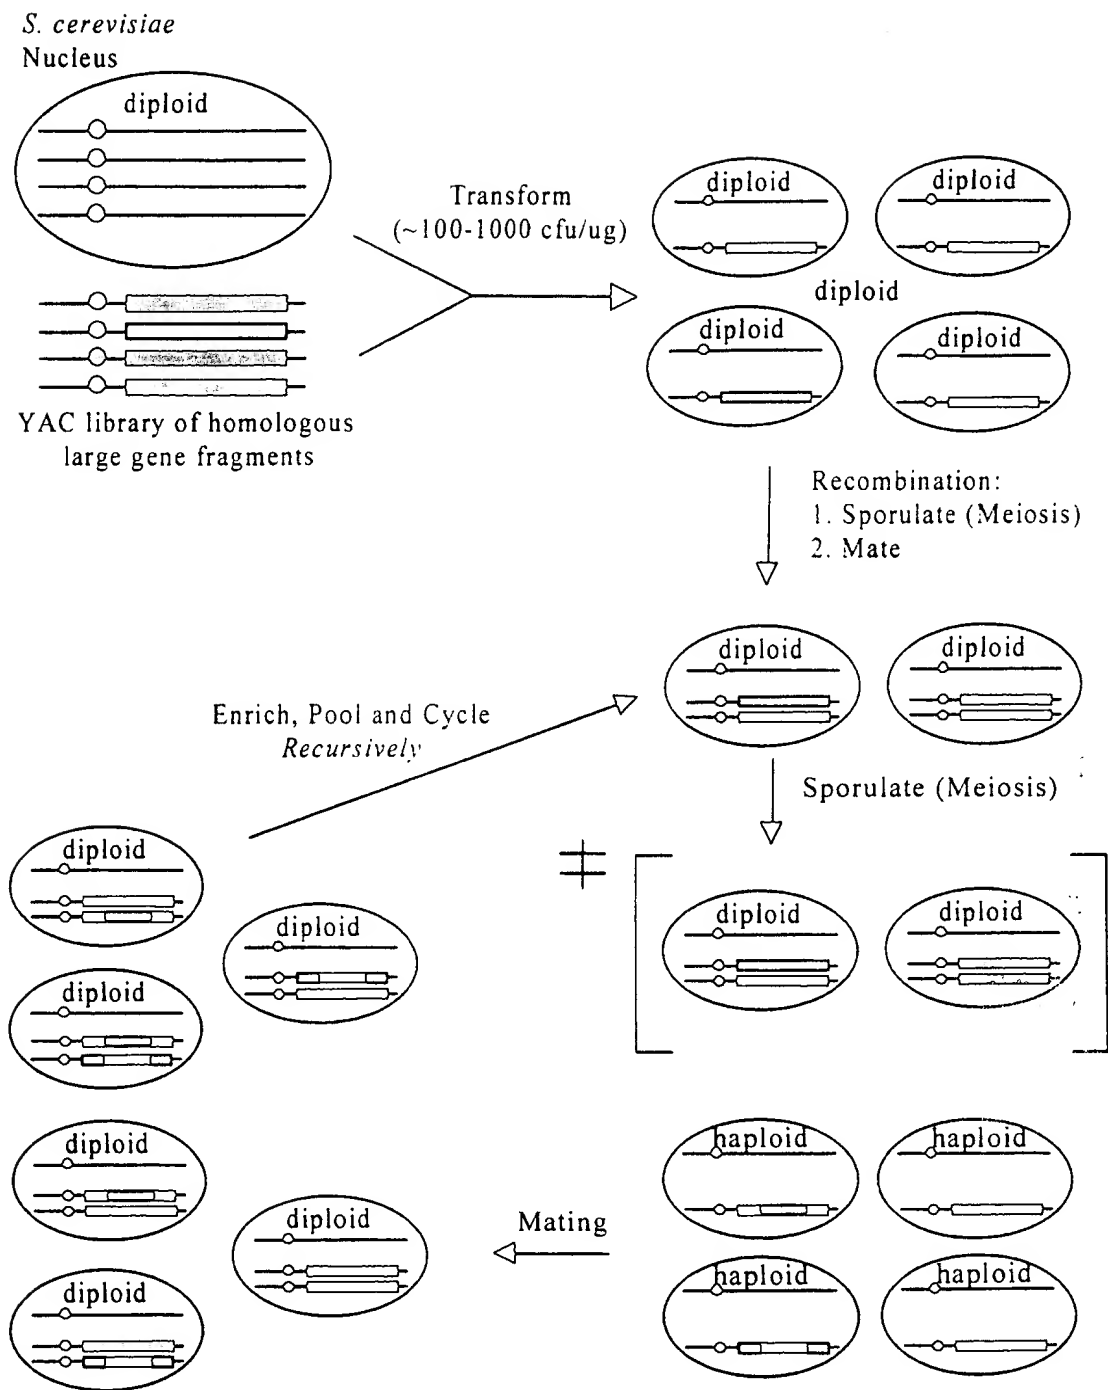 S. cerevisiae
Nucleus
diploid
Transform
(~100-1000 cfu/ug)
YAC library of homologous
large gene fragments
diploid
diploid
diploid
diploid
diploid
Recombination:
1. Sporulate (Meiosis)
2. Mate
diploid
diploid
Enrich, Pool and Cycle
Recursively
Sporulate (Meiosis)
diploid
diploid
diploid
diploid
diploid
diploid
diploid
diploid
haploid
haploid
haploid
haploid
Mating